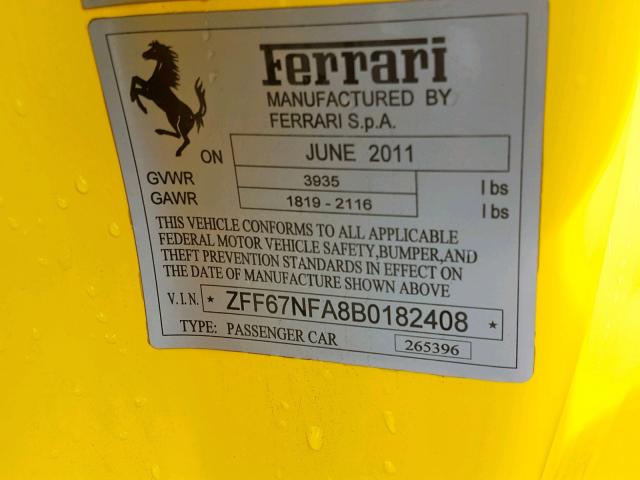 Ferrari
MANUFACTURED BY
FERRARI S.p.A.
ON JUNE 2011
GVWR 3935 lbs
GAWR 1819 - 2116 lbs
THIS VEHICLE CONFORMS TO ALL APPLICABLE
FEDERAL MOTOR VEHICLE SAFETY,BUMPER,AND
THEFT PREVENTION STANDARDS IN EFFECT ON
THE DATE OF MANUFACTURE SHOWN ABOVE
V.I.N. * ZFF67NFA8B0182408 *
TYPE: PASSENGER CAR 265396